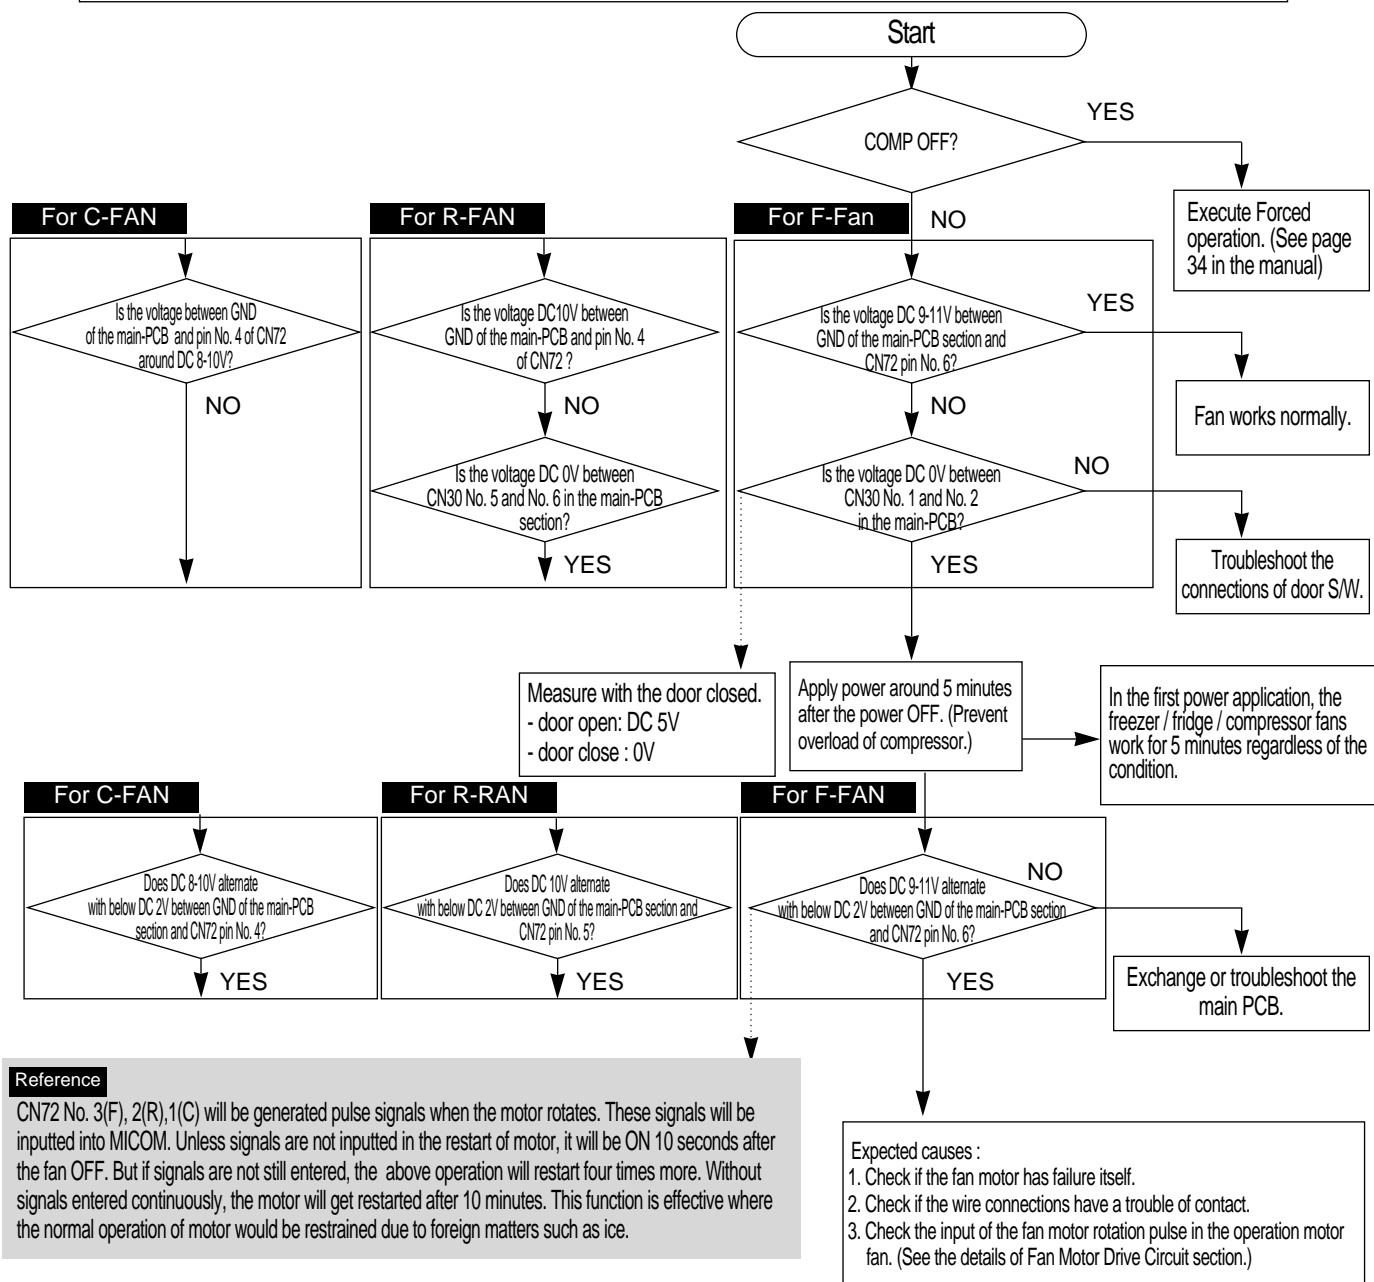 Start
COMP OFF?
YES
NO
Execute Forced
operation. (See page
34 in the manual)
For C-FAN
Is the voltage between GND
of the main-PCB and pin No. 4 of CN72
around DC 8-10V?
NO
For R-FAN
Is the voltage DC10V between
GND of the main-PCB and pin No. 4
of CN72 ?
NO
Is the voltage DC 0V between
CN30 No. 5 and No. 6 in the main-PCB
section?
YES
For F-Fan
Is the voltage DC 9-11V between
GND of the main-PCB section and
CN72 pin No. 6?
YES
Fan works normally.
NO
Is the voltage DC 0V between
CN30 No. 1 and No. 2
in the main-PCB?
NO
Troubleshoot the
connections of door S/W.
YES
Measure with the door closed.
- door open: DC 5V
- door close : 0V
Apply power around 5 minutes
after the power OFF. (Prevent
overload of compressor.)
In the first power application, the
freezer / fridge / compressor fans
work for 5 minutes regardless of the
condition.
For C-FAN
Does DC 8-10V alternate
with below DC 2V between GND of the main-PCB
section and CN72 pin No. 4?
YES
For R-RAN
Does DC 10V alternate
with below DC 2V between GND of the main-PCB section and
CN72 pin No. 5?
YES
For F-FAN
Does DC 9-11V alternate
with below DC 2V between GND of the main-PCB section
and CN72 pin No. 6?
NO
Exchange or troubleshoot the
main PCB.
YES
Reference
CN72 No. 3(F), 2(R),1(C) will be generated pulse signals when the motor rotates. These signals will be
inputted into MICOM. Unless signals are not inputted in the restart of motor, it will be ON 10 seconds after
the fan OFF. But if signals are not still entered, the above operation will restart four times more. Without
signals entered continuously, the motor will get restarted after 10 minutes. This function is effective where
the normal operation of motor would be restrained due to foreign matters such as ice.
Expected causes :
1. Check if the fan motor has failure itself.
2. Check if the wire connections have a trouble of contact.
3. Check the input of the fan motor rotation pulse in the operation motor
fan. (See the details of Fan Motor Drive Circuit section.)